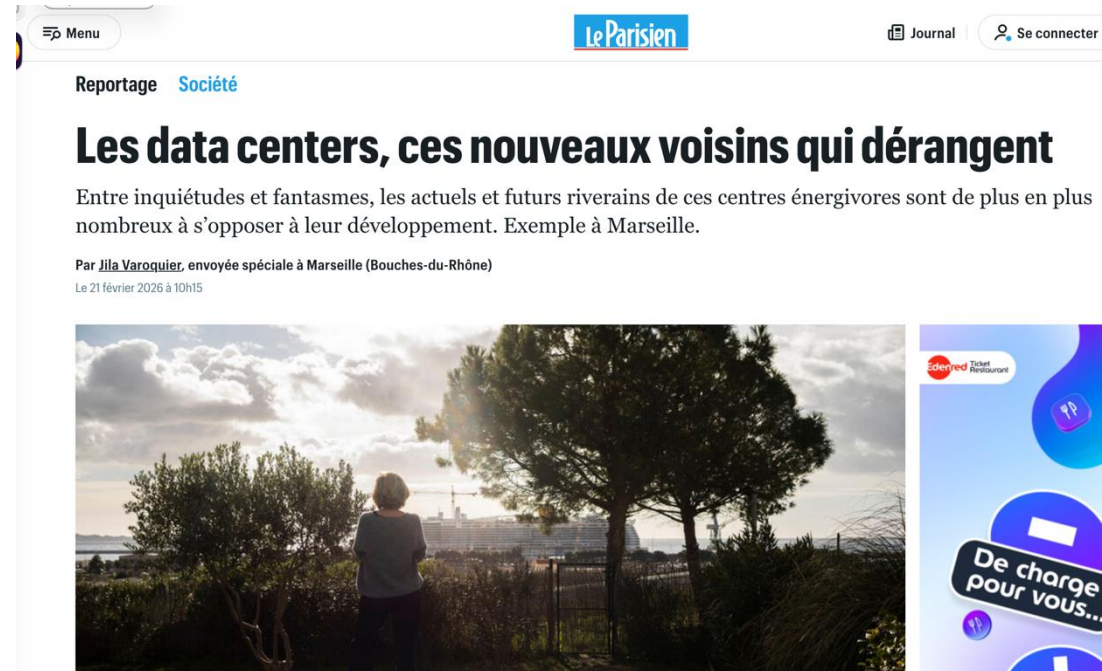 Menu
Le Parisien
Journal
Se connecter
Reportage Société
Les data centers, ces nouveaux voisins qui dérangent
Entre inquiétudes et fantasmes, les actuels et futurs riverains de ces centres énergivores sont de plus en plus
nombreux à s’opposer à leur développement. Exemple à Marseille.
Par Jila Varoquier, envoyée spéciale à Marseille (Bouches-du-Rhône)
Le 21 février 2026 à 10h15
Edenred Ticket
Restaurant
De charge
pour vous...